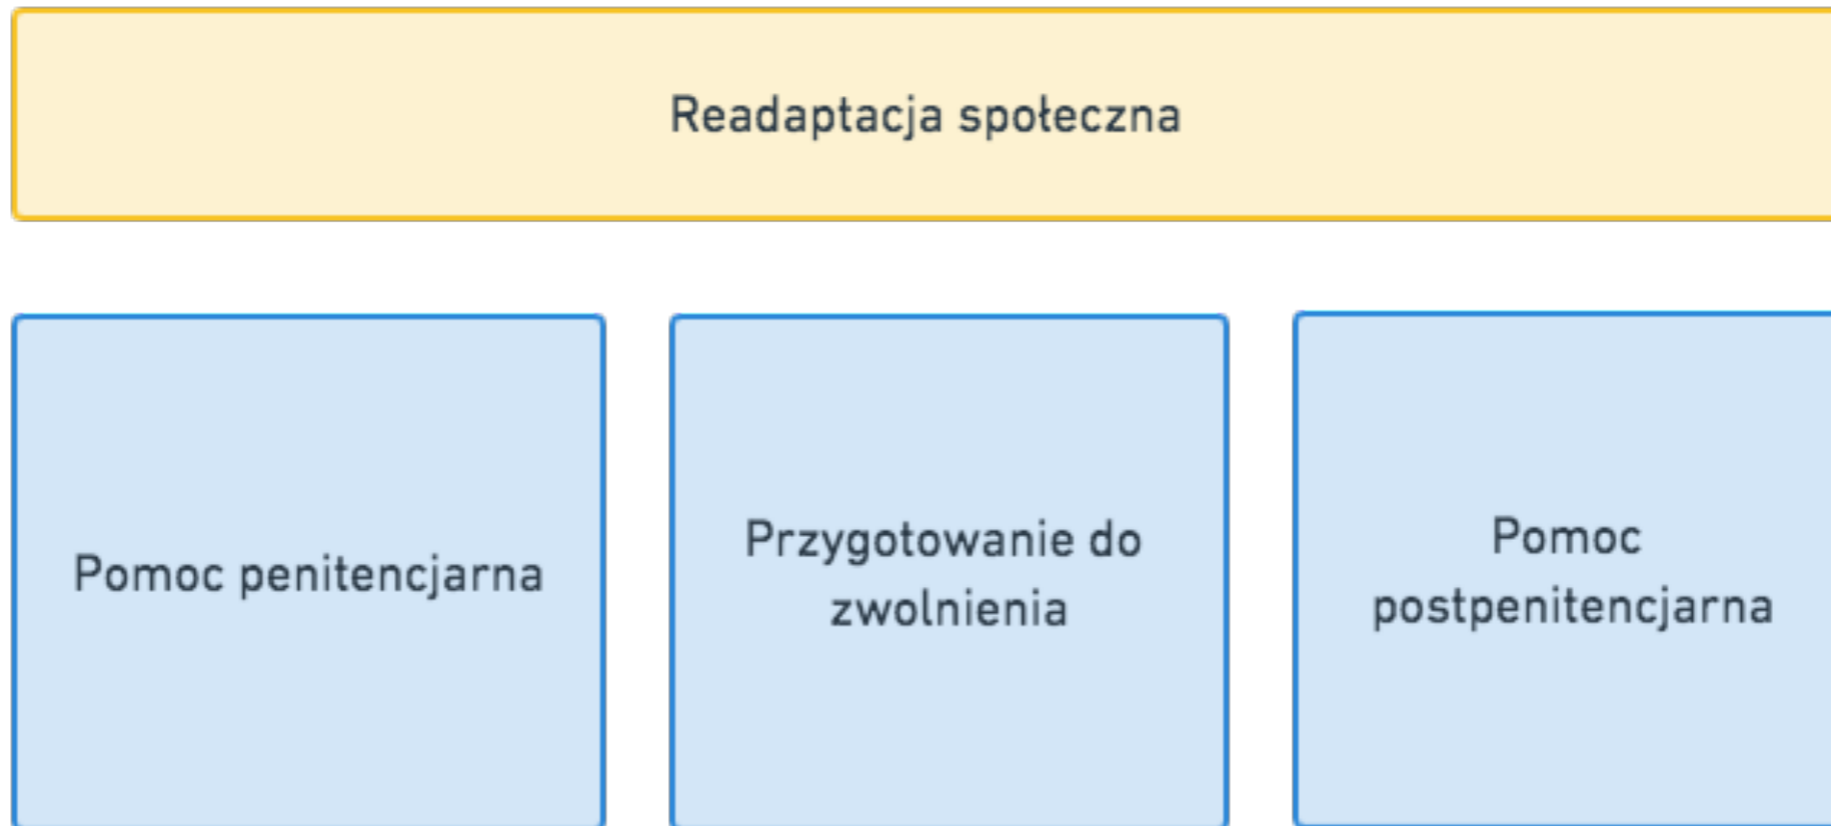 Readaptacja społeczna
Pomoc penitencjarna
Przygotowanie do
zwolnienia
Pomoc
postpenitencjarna